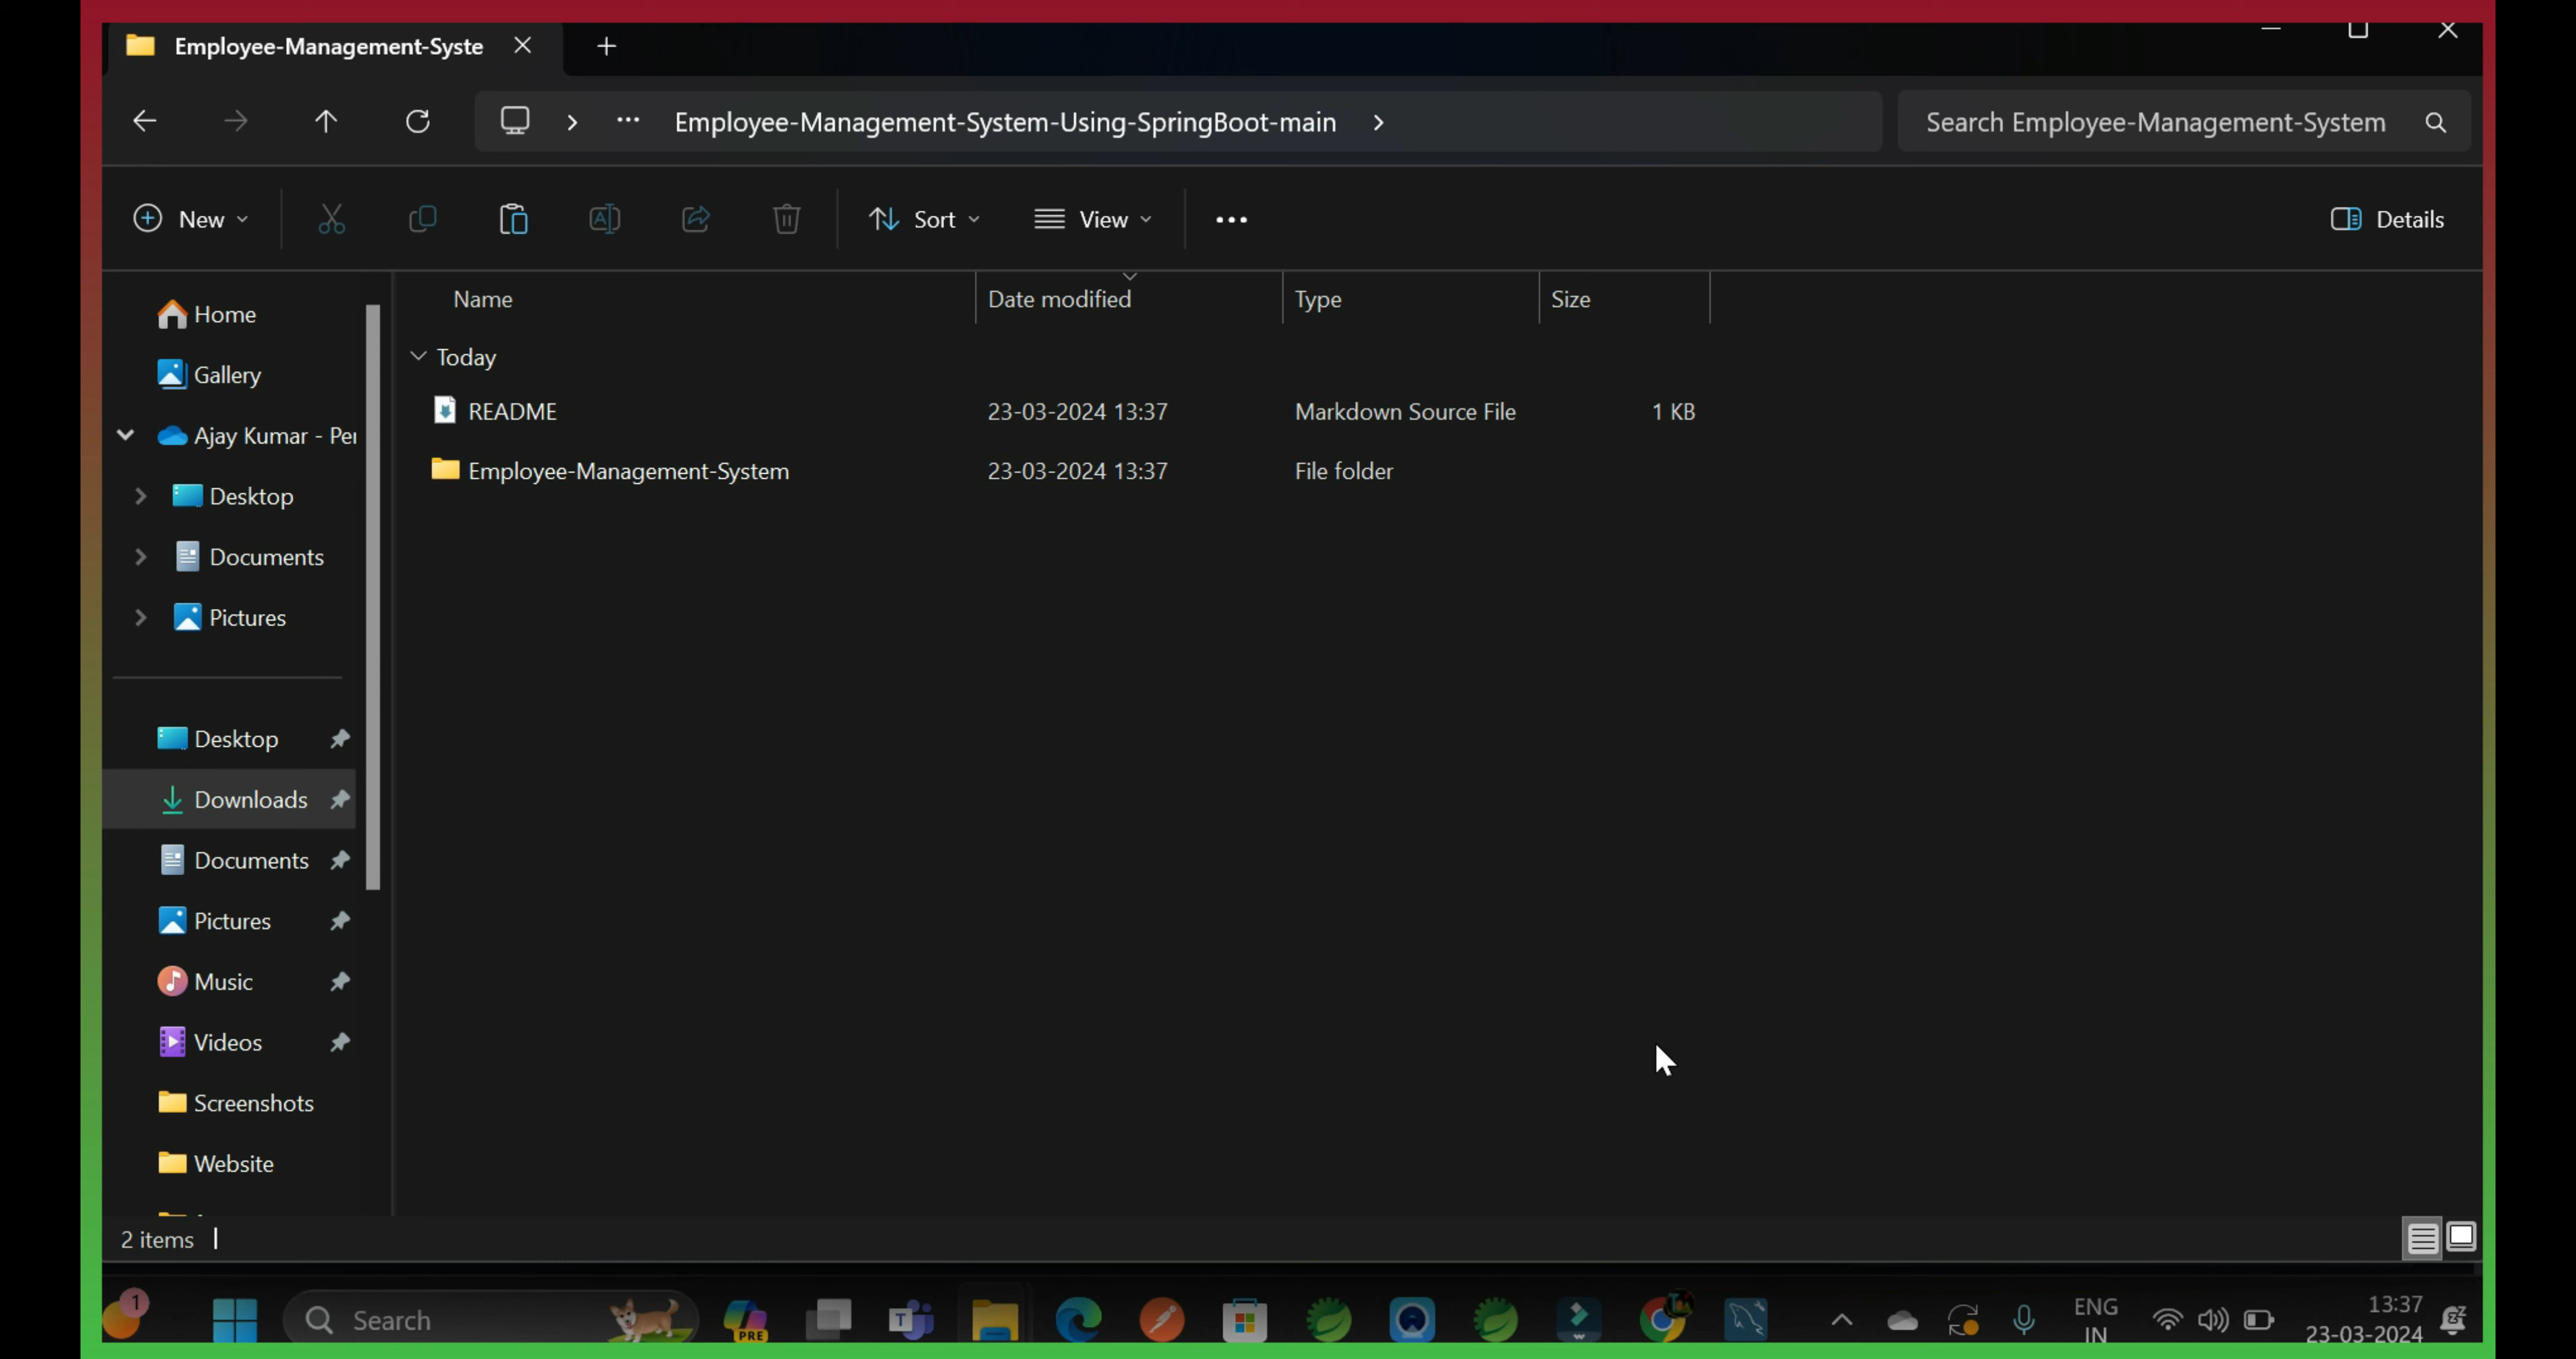 Employee-Management-Syste
Employee-Management-System-Using-SpringBoot-main
Search Employee-Management-System
New
Sort
View
Details
Name Date modified Type Size
Today
README 23-03-2024 13:37 Markdown Source File 1 KB
Employee-Management-System 23-03-2024 13:37 File folder
Home
Gallery
Ajay Kumar - Per
Desktop
Documents
Pictures
Desktop
Downloads
Documents
Pictures
Music
Videos
Screenshots
Website
2 items
1
Search
PRE
T
ENG
IN
13:37
23-03-2024